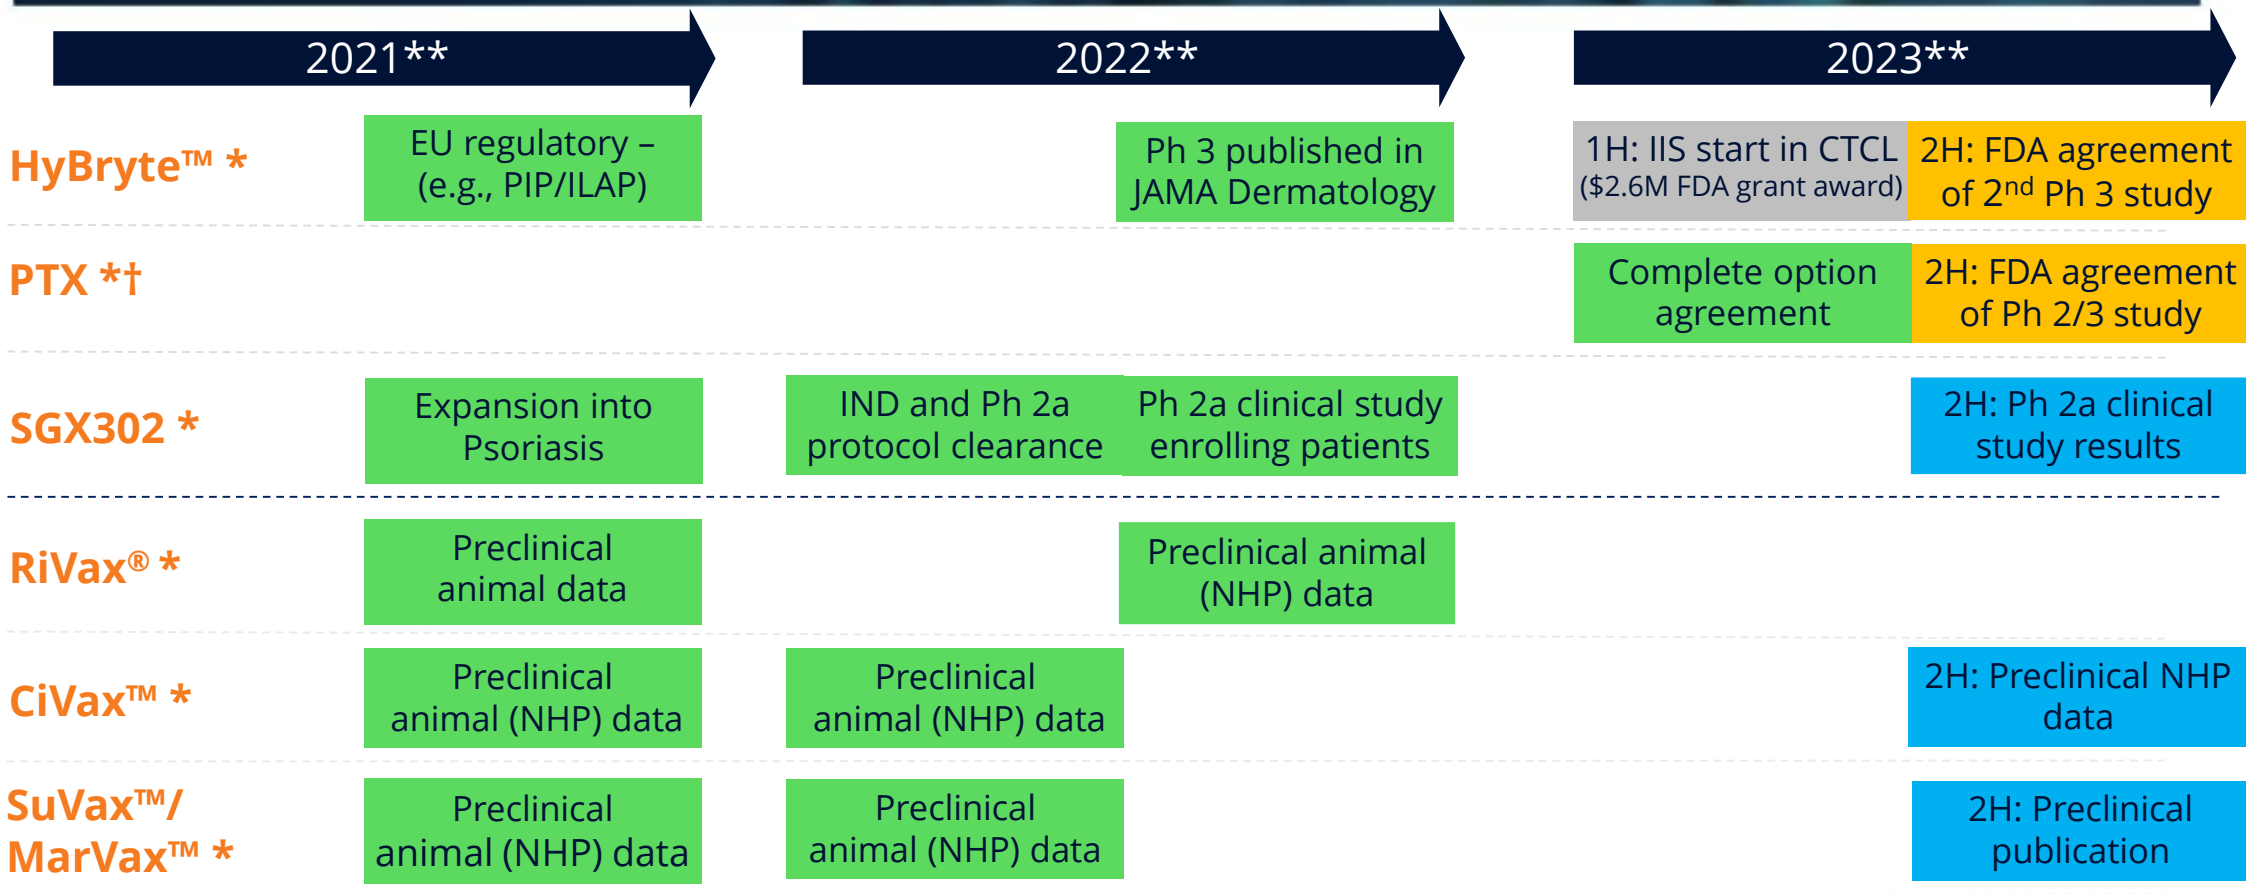 2021**
2022**
2023**
HyBryte™ *
EU regulatory –
(e.g., PIP/ILAP)
Ph 3 published in
JAMA Dermatology
1H: IIS start in CTCL
($2.6M FDA grant award)
2H: FDA agreement
of 2nd Ph 3 study
PTX *†
Complete option
agreement
2H: FDA agreement
of Ph 2/3 study
SGX302 *
Expansion into
Psoriasis
IND and Ph 2a
protocol clearance
Ph 2a clinical study
enrolling patients
2H: Ph 2a clinical
study results
RiVax® *
Preclinical
animal data
Preclinical animal
(NHP) data
CiVax™ *
Preclinical
animal (NHP) data
Preclinical
animal (NHP) data
2H: Preclinical NHP
data
SuVax™/
MarVax™ *
Preclinical
animal (NHP) data
Preclinical
animal (NHP) data
2H: Preclinical
publication